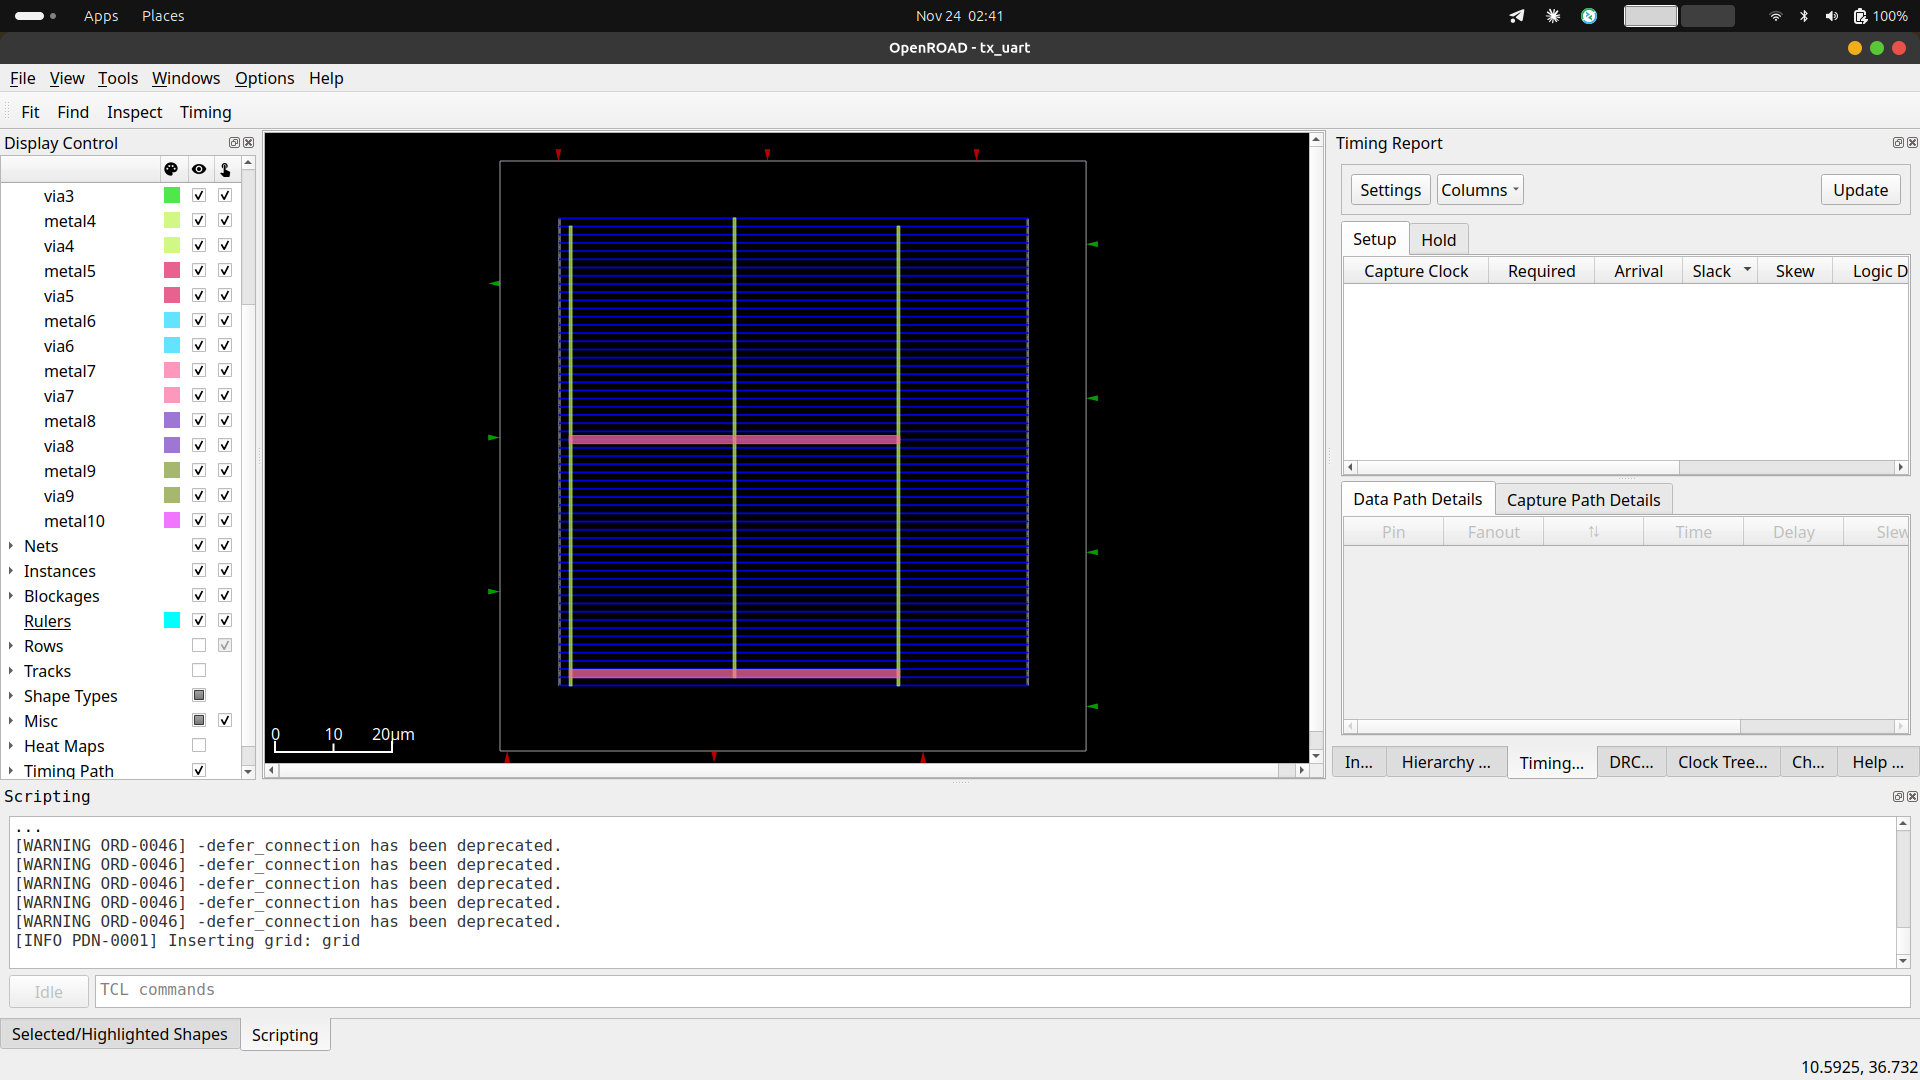 Apps Places Nov 24 02:41 100%
OpenROAD - tx_uart
File View Tools Windows Options Help
Fit Find Inspect Timing
Display Control
via3
metal4
via4
metal5
via5
metal6
via6
metal7
via7
metal8
via8
metal9
via9
metal10
Nets
Instances
Blockages
Rulers
Rows
Tracks
Shape Types
Misc
Heat Maps
Timing Path
0 10 20μm
Timing Report
Settings Columns Update
Setup Hold
Capture Clock Required Arrival Slack Skew Logic D
Data Path Details Capture Path Details
Pin Fanout ⇅ Time Delay Slew
In... Hierarchy ... Timing... DRC... Clock Tree... Ch... Help ...
Scripting
...
[WARNING ORD-0046] -defer_connection has been deprecated.
[WARNING ORD-0046] -defer_connection has been deprecated.
[WARNING ORD-0046] -defer_connection has been deprecated.
[WARNING ORD-0046] -defer_connection has been deprecated.
[WARNING ORD-0046] -defer_connection has been deprecated.
[INFO PDN-0001] Inserting grid: grid
Idle TCL commands
Selected/Highlighted Shapes Scripting
10.5925, 36.732